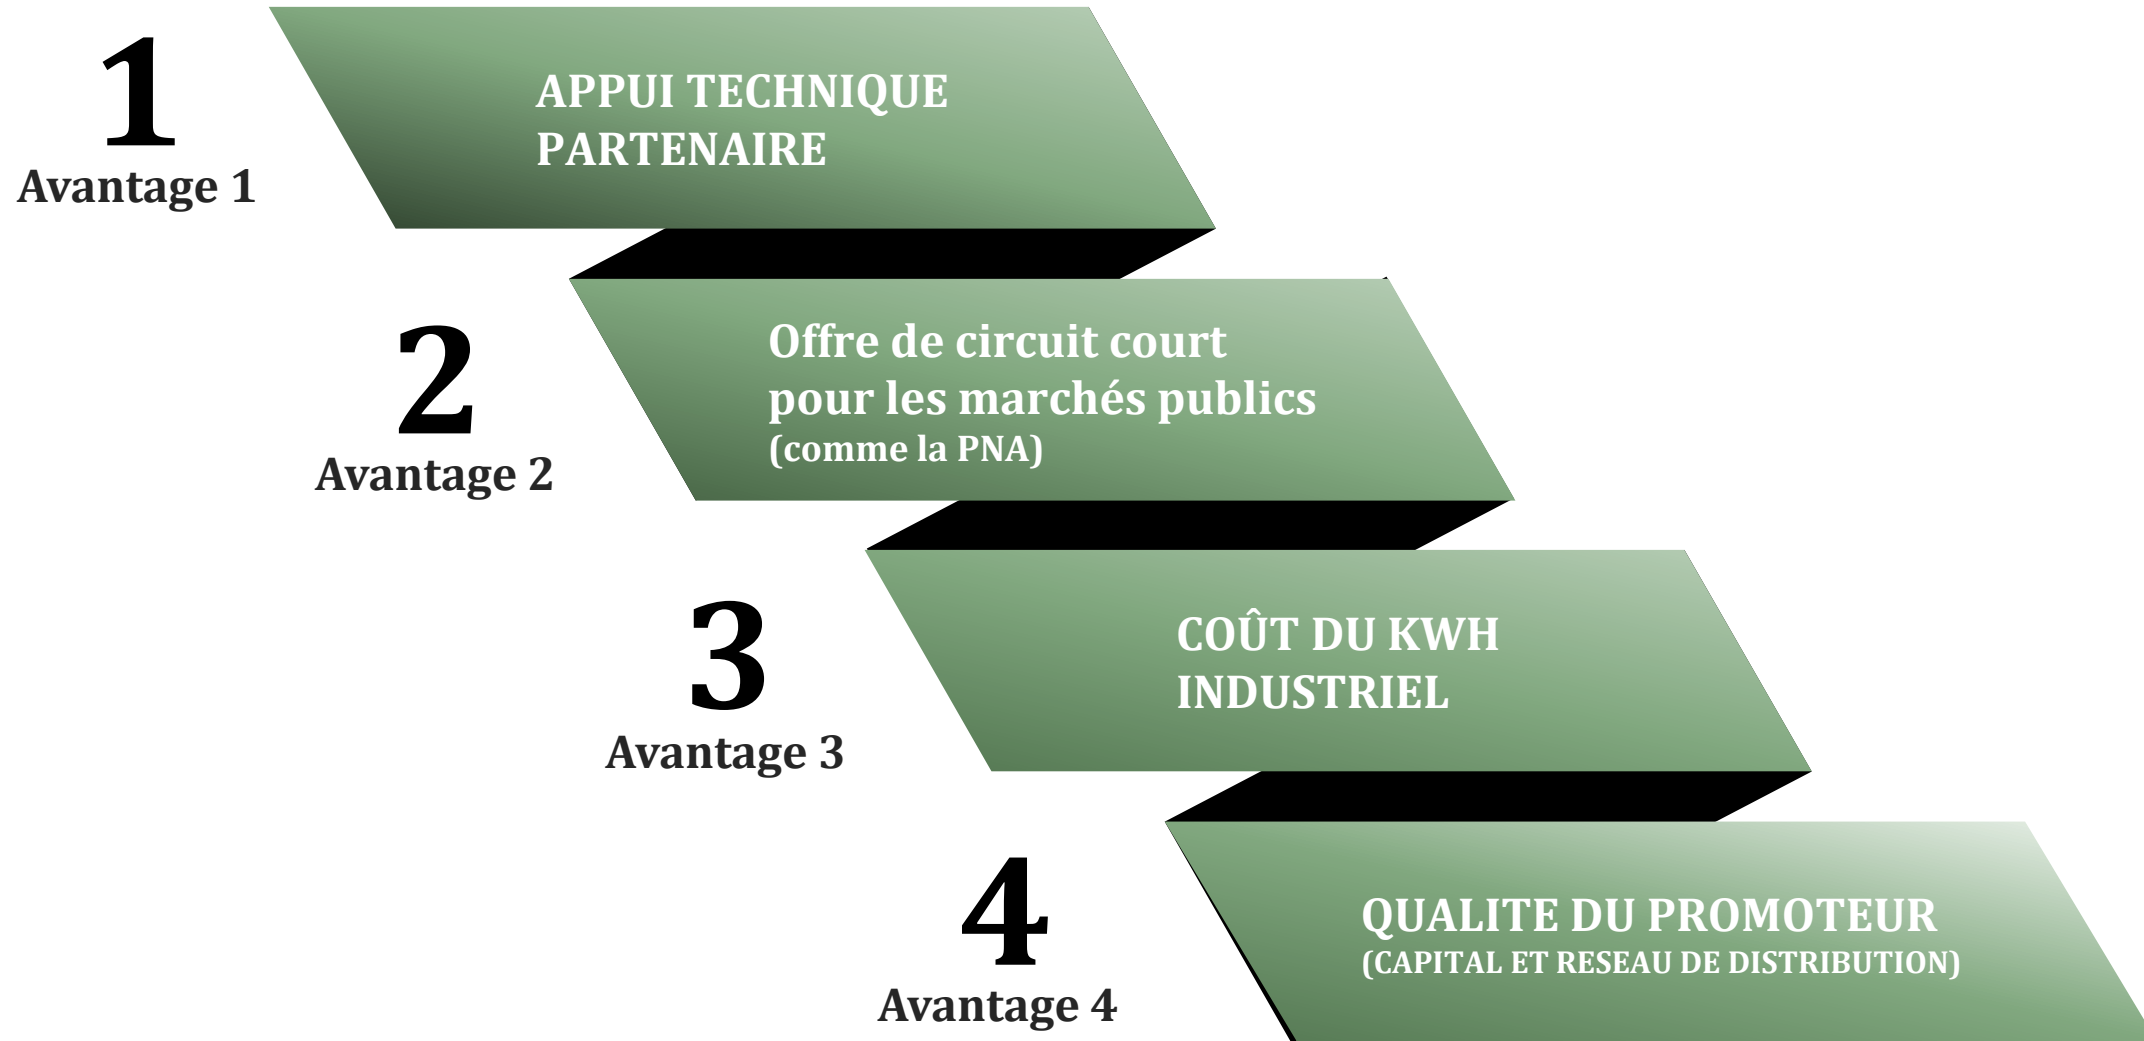 1
Avantage 1
APPUI TECHNIQUE
PARTENAIRE
2
Avantage 2
Offre de circuit court
pour les marchés publics
(comme la PNA)
3
Avantage 3
COÛT DU KWH
INDUSTRIEL
4
Avantage 4
QUALITE DU PROMOTEUR
(CAPITAL ET RESEAU DE DISTRIBUTION)